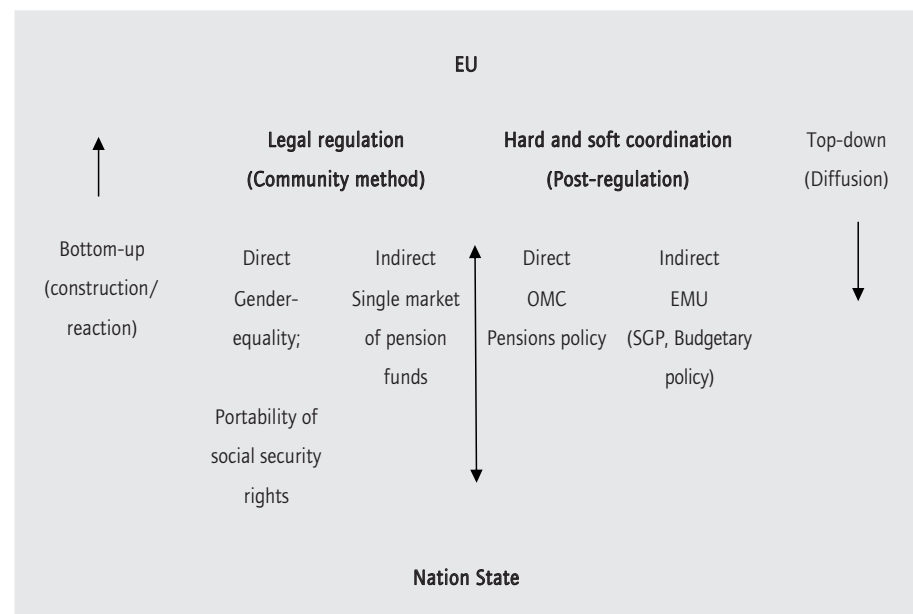 EU
Legal regulation
(Community method)
Hard and soft coordination
(Post-regulation)
Top-down
(Diffusion)
Bottom-up
(construction/
reaction)
Direct
Gender-
equality;
Portability of
social security
rights
Indirect
Single market
of pension
funds
Direct
OMC
Pensions policy
Indirect
EMU
(SGP, Budgetary
policy)
Nation State